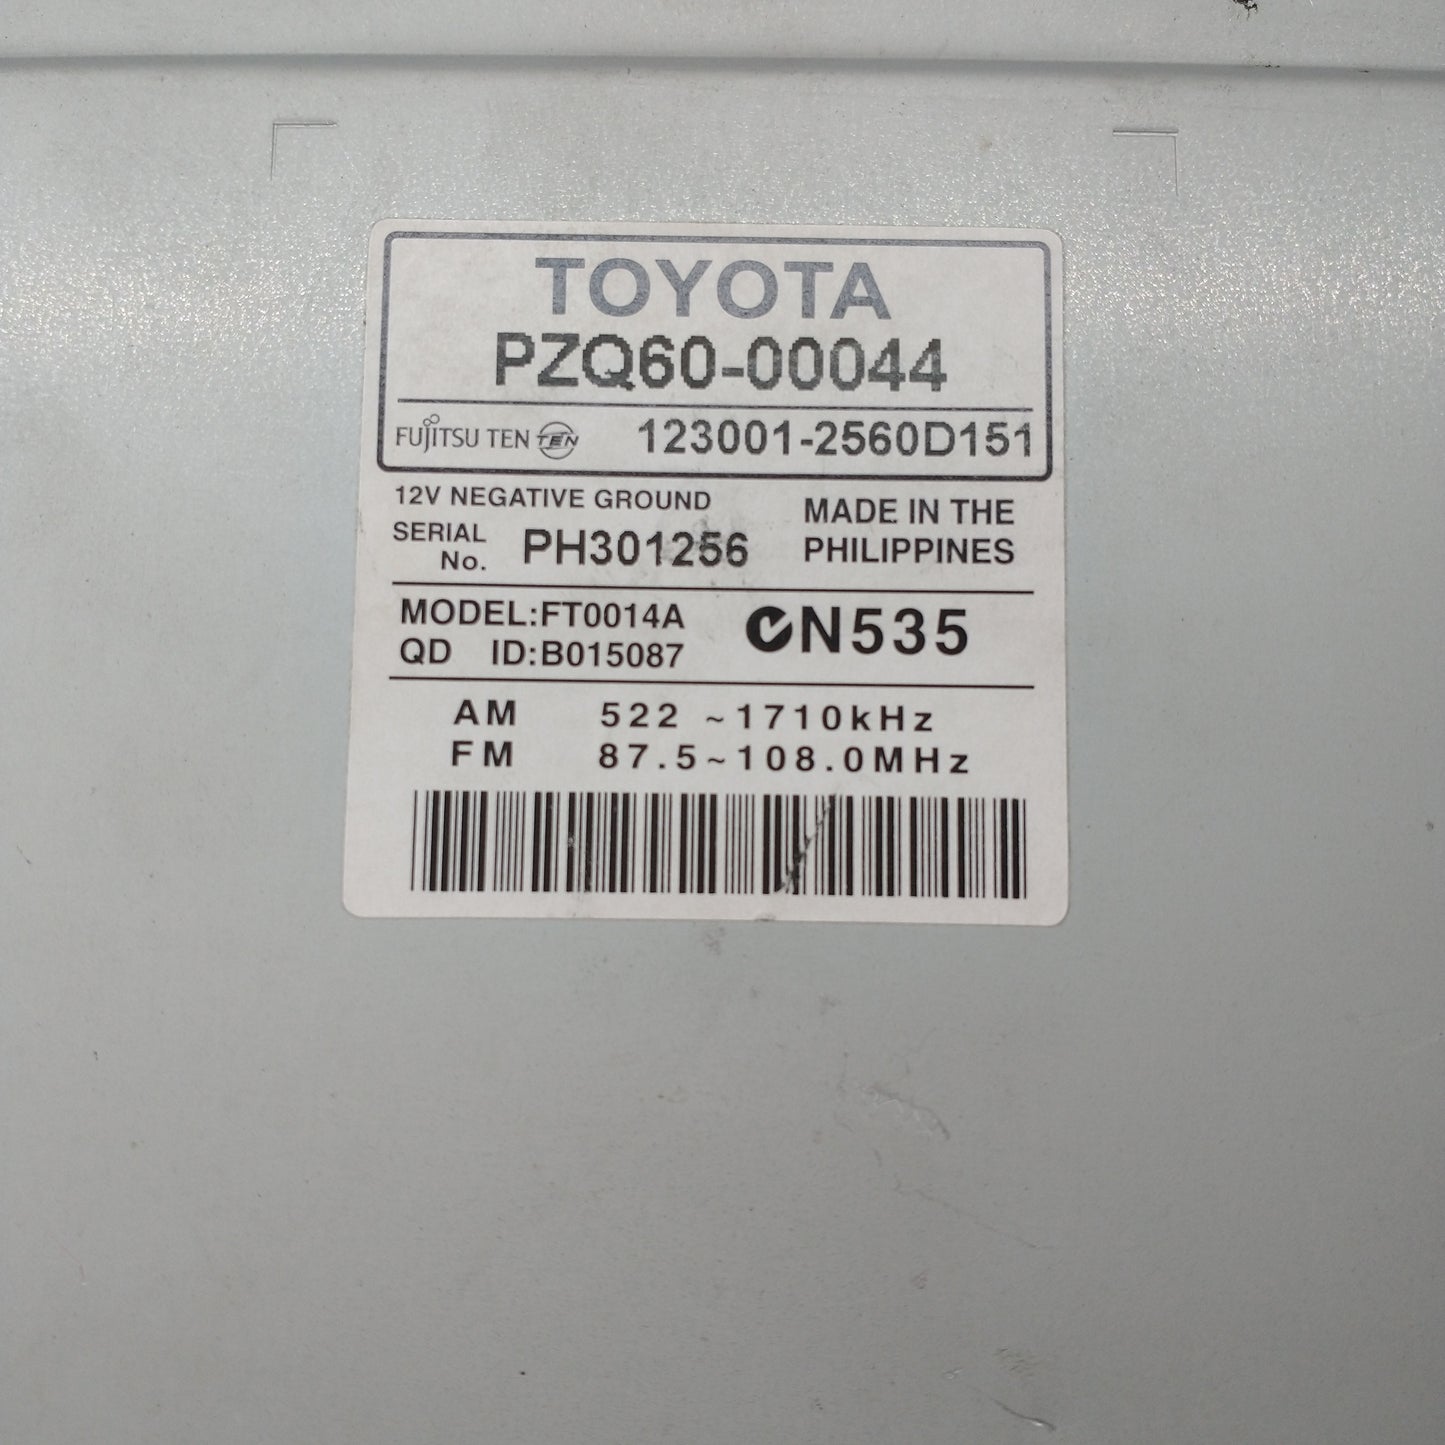 TOYOTA
PZQ60-00044
FUJITSU TEN TEN 123001-2560D151
12V NEGATIVE GROUND
SERIAL No. PH301256
MADE IN THE
PHILIPPINES
MODEL:FT0014A
QD ID:B015087
N535
AM 522 ~1710kHz
FM 87.5~108.0MHz